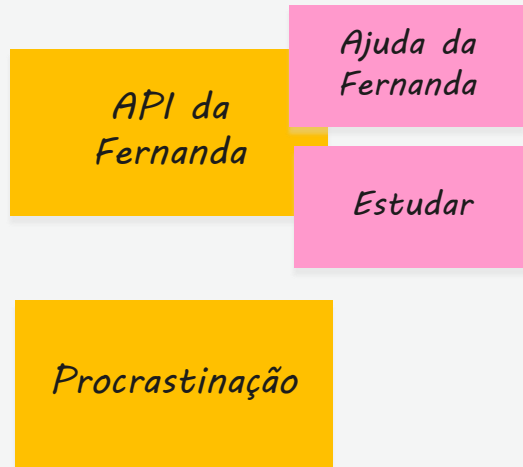 Ajuda da
Fernanda
API da
Fernanda
Estudar
Procrastinação